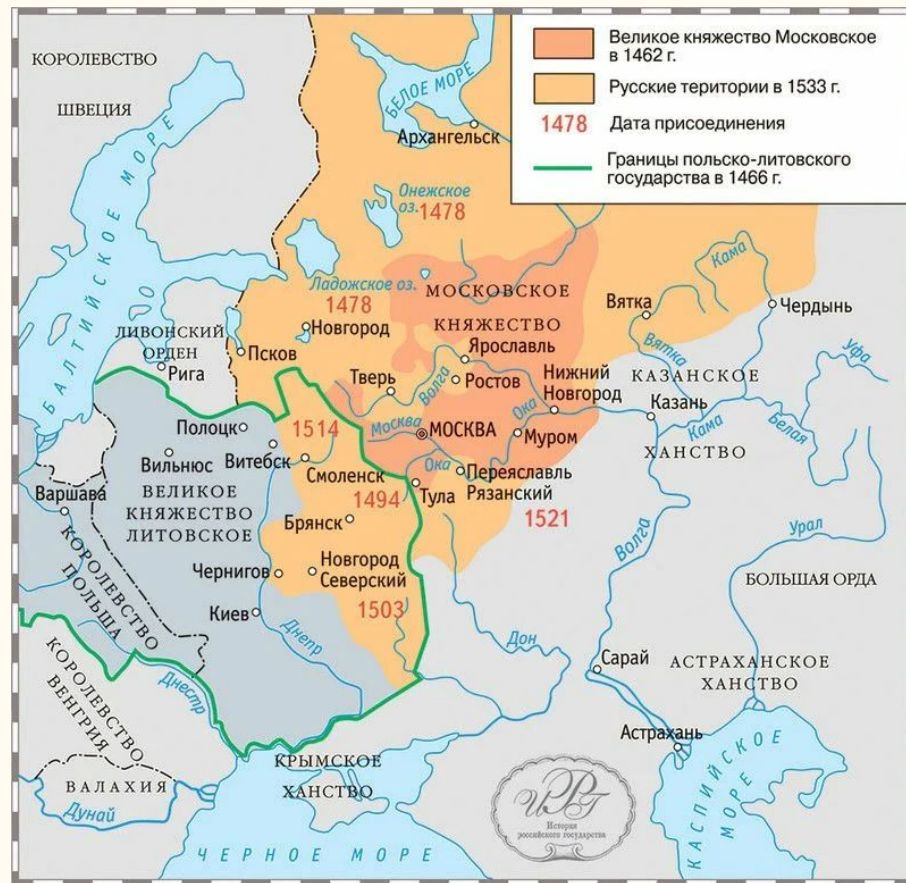 Великое княжество Московское
в 1462 г.
Русские територии в 1533 г.
1478
Дата присоединения
Границы польско-литовского
государства в 1466 г.
КОРОЛЕВСТВО
ШВЕЦИЯ
БЕЛОЕ МОРЕ
Архангельск
БАЛТИЙСКОЕ МОРЕ
Онежское
оз.
1478
Ладожское оз.
1478
Новгород
МОСКОВСКОЕ
КНЯЖЕСТВО
Кама
Вятка
Чердынь
Вятка
ЛИВОНСКИЙ
ОРДЕН
Рига
Псков
Ярославль
Ростов
Тверь
Волга
НИЖНИЙ
Новгород
КАЗАНСКОЕ
ХАНСТВО
Казань
Кама
Белая
Уфа
Полоцк
Витебск
1514
Смоленск
Москва
МОСКВА
Ока
Муром
Вильнюс
ВЕЛИКОЕ
КНЯЖЕСТВО
ЛИТОВСКОЕ
Варшава
КОРОЛЕВСТВО
ПОЛЬША
1494
Ока
Тула
Переяславль
Рязанский
1521
Брянск
Чернигов
Новгород
Северский
1503
Киев
Днепр
Волга
Урал
БОЛЬШАЯ ОРДА
Дон
Сарай
АСТРАХАНСКОЕ
ХАНСТВО
Астрахань
КОРОЛЕВСТВО
ВЕНГРИЯ
Днестр
ВАЛАХИЯ
Дунай
КРЫМСКОЕ
ХАНСТВО
ЧЕРНОЕ МОРЕ
КАСПИЙСКОЕ
МОРЕ
ИРГ
История
российского государства